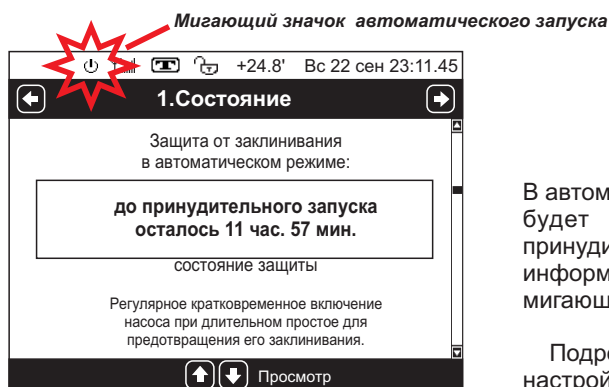 Мигающий значок автоматического запуска
+24.8' Вс 22 сен 23:11.45
1.Состояние
Защита от заклинивания
в автоматическом режиме:
до принудительного запуска
осталось 11 час. 57 мин.
состояние защиты
Регулярное кратковременное включение
насоса при длительном простое для
предотвращения его заклинивания.
Просмотр
В автом
будет
принуди
информ
мигающ
Подро
настрой